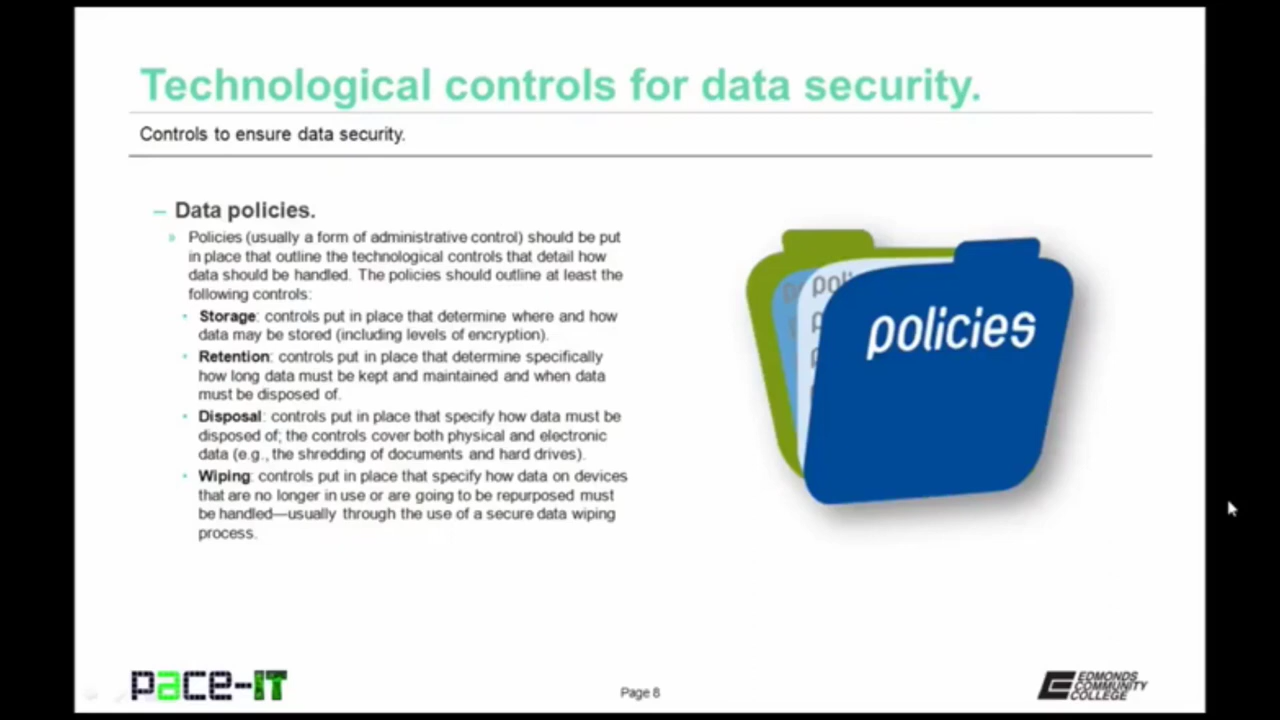 Technological controls for data security.
Controls to ensure data security.
– Data policies.
» Policies (usually a form of administrative control) should be put
in place that outline the technological controls that detail how
data should be handled. The policies should outline at least the
following controls:
• Storage: controls put in place that determine where and how
data may be stored (including levels of encryption).
• Retention: controls put in place that determine specifically
how long data must be kept and maintained and when data
must be disposed of.
• Disposal: controls put in place that specify how data must be
disposed of; the controls cover both physical and electronic
data (e.g., the shredding of documents and hard drives).
• Wiping: controls put in place that specify how data on devices
that are no longer in use or are going to be repurposed must
be handled—usually through the use of a secure data wiping
process.
poli
policies
pace-IT
Page 8
EDMONDS
COMMUNITY
COLLEGE